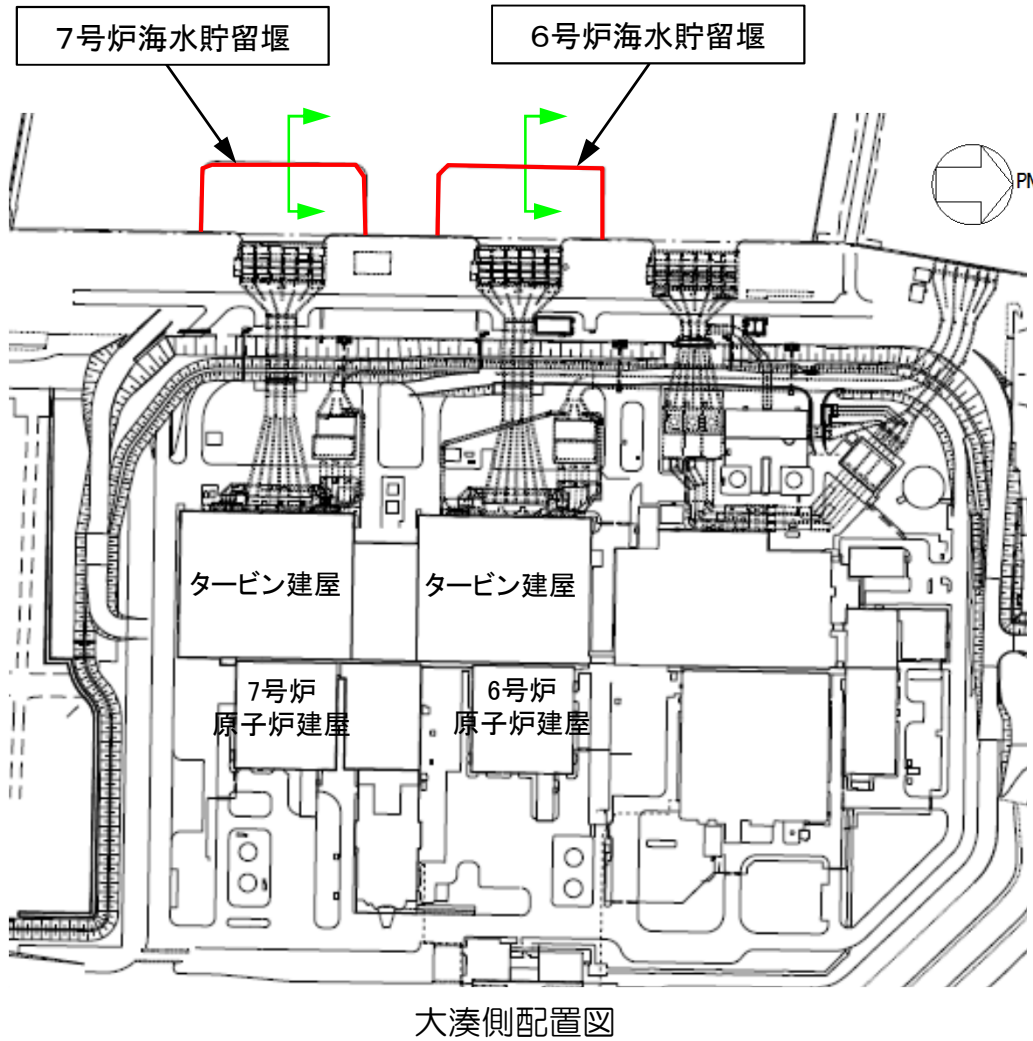 7号炉海水貯留堰
6号炉海水貯留堰
タービン建屋
タービン建屋
7号炉
原子炉建屋
6号炉
原子炉建屋
大湊側配置図